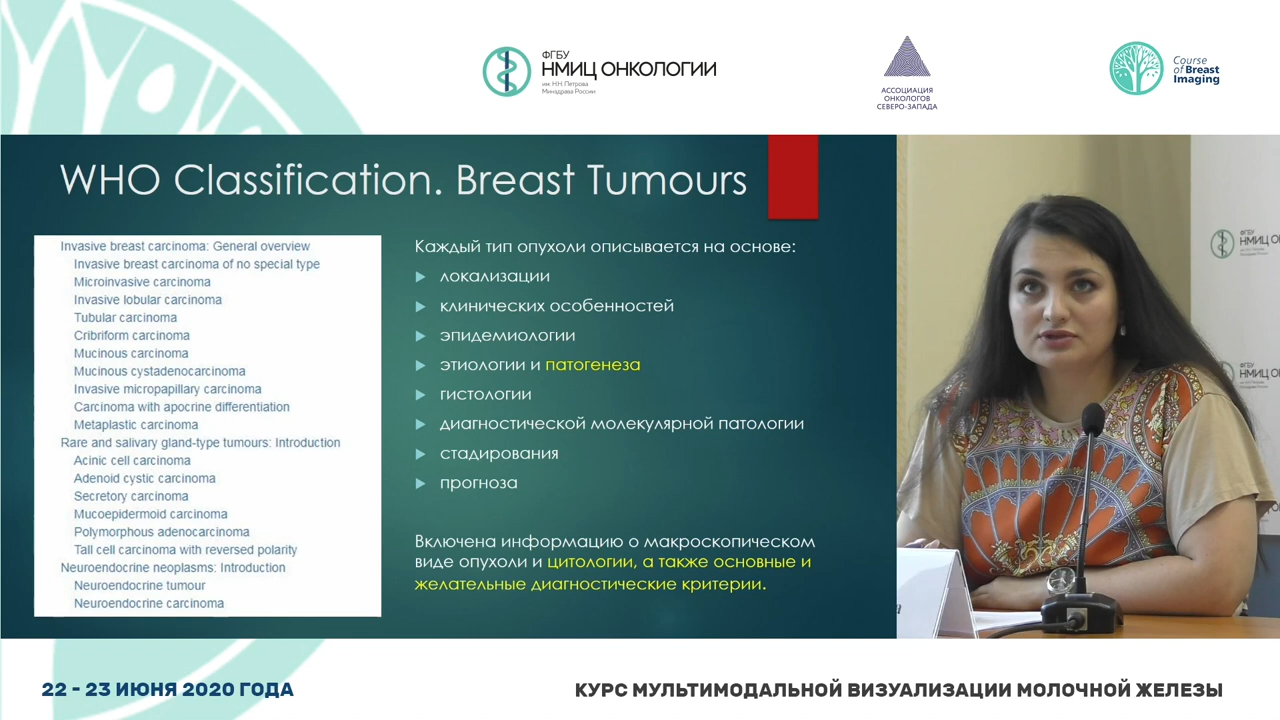 ФГБУ
НМИЦ ОНКОЛОГИИ
им. Н.Н. Петрова
Минздрава России
АССОЦИАЦИЯ
ОНКОЛОГОВ
СЕВЕРО-ЗАПАДА
Course
of Breast
Imaging
WHO Classification. Breast Tumours
Invasive breast carcinoma: General overview
Invasive breast carcinoma of no special type
Microinvasive carcinoma
Invasive lobular carcinoma
Tubular carcinoma
Cribriform carcinoma
Mucinous carcinoma
Mucinous cystadenocarcinoma
Invasive micropapillary carcinoma
Carcinoma with apocrine differentiation
Metaplastic carcinoma
Rare and salivary gland-type tumours: Introduction
Acinic cell carcinoma
Adenoid cystic carcinoma
Secretory carcinoma
Mucoepidermoid carcinoma
Polymorphous adenocarcinoma
Tall cell carcinoma with reversed polarity
Neuroendocrine neoplasms: Introduction
Neuroendocrine tumour
Neuroendocrine carcinoma
Каждый тип опухоли описывается на основе:
локализации
клинических особенностей
эпидемиологии
этиологии и патогенеза
гистологии
диагностической молекулярной патологии
стадирования
прогноза
Включена информацию о макроскопическом
виде опухоли и цитологии, а также основные и
желательные диагностические критерии.
ФГБУ
НМИЦ
22 - 23 ИЮНЯ 2020 ГОДА
КУРС МУЛЬТИМОДАЛЬНОЙ ВИЗУАЛИЗАЦИИ МОЛОЧНОЙ ЖЕЛЕЗЫ